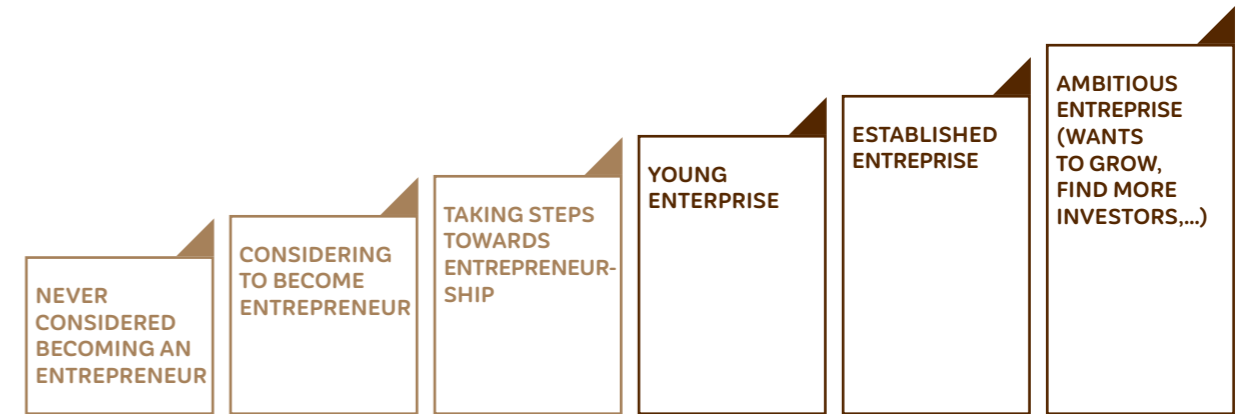 NEVER
CONSIDERED
BECOMING AN
ENTREPRENEUR
CONSIDERING
TO BECOME
ENTREPRENEUR
TAKING STEPS
TOWARDS
ENTREPRENEUR-
SHIP
YOUNG
ENTERPRISE
ESTABLISHED
ENTREPRISE
AMBITIOUS
ENTREPRISE
(WANTS
TO GROW,
FIND MORE
INVESTORS,...)